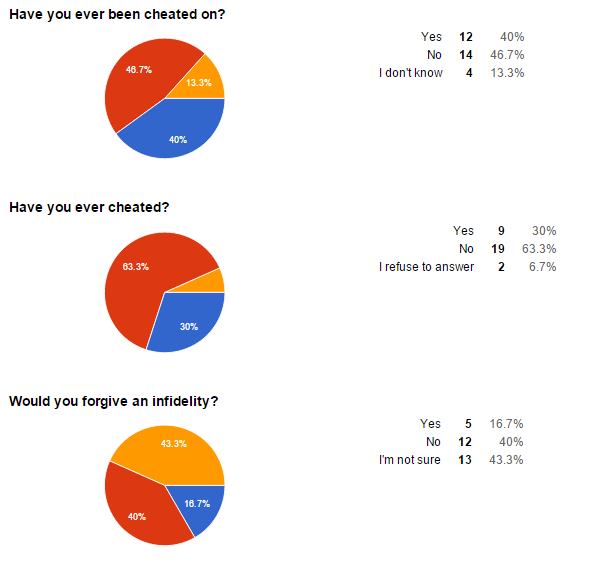 Have you ever been cheated on?
Yes 12 40%
No 14 46.7%
I don't know 4 13.3%
46.7%
13.3%
40%
Have you ever cheated?
Yes 9 30%
No 19 63.3%
I refuse to answer 2 6.7%
63.3%
30%
Would you forgive an infidelity?
Yes 5 16.7%
No 12 40%
I'm not sure 13 43.3%
43.3%
16.7%
40%